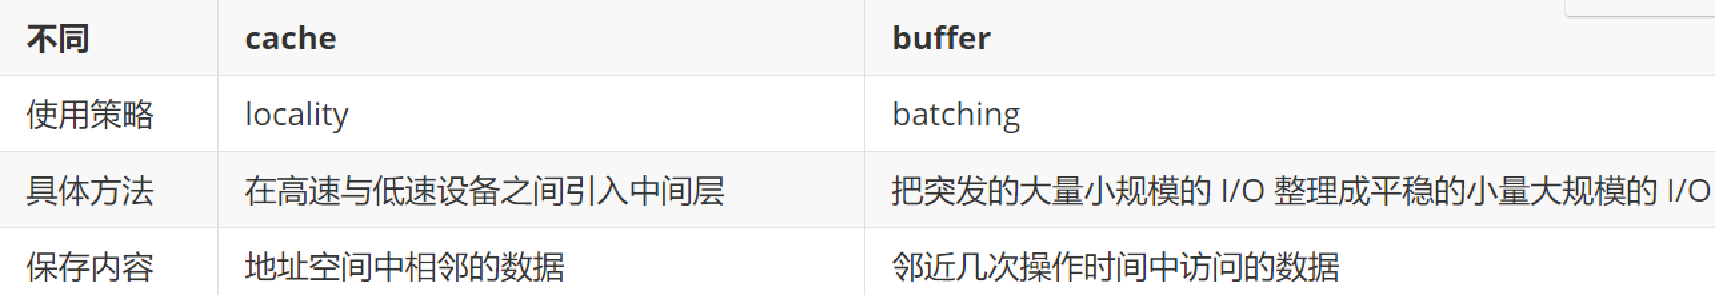 不同 cache buffer
使用策略 locality batching
具体方法 在高速与低速设备之间引入中间层 把突发的大量小规模的 I/O 整理成平稳的小量大规模的 I/O
保存内容 地址空间中相邻的数据 邻近几次操作时间中访问的数据